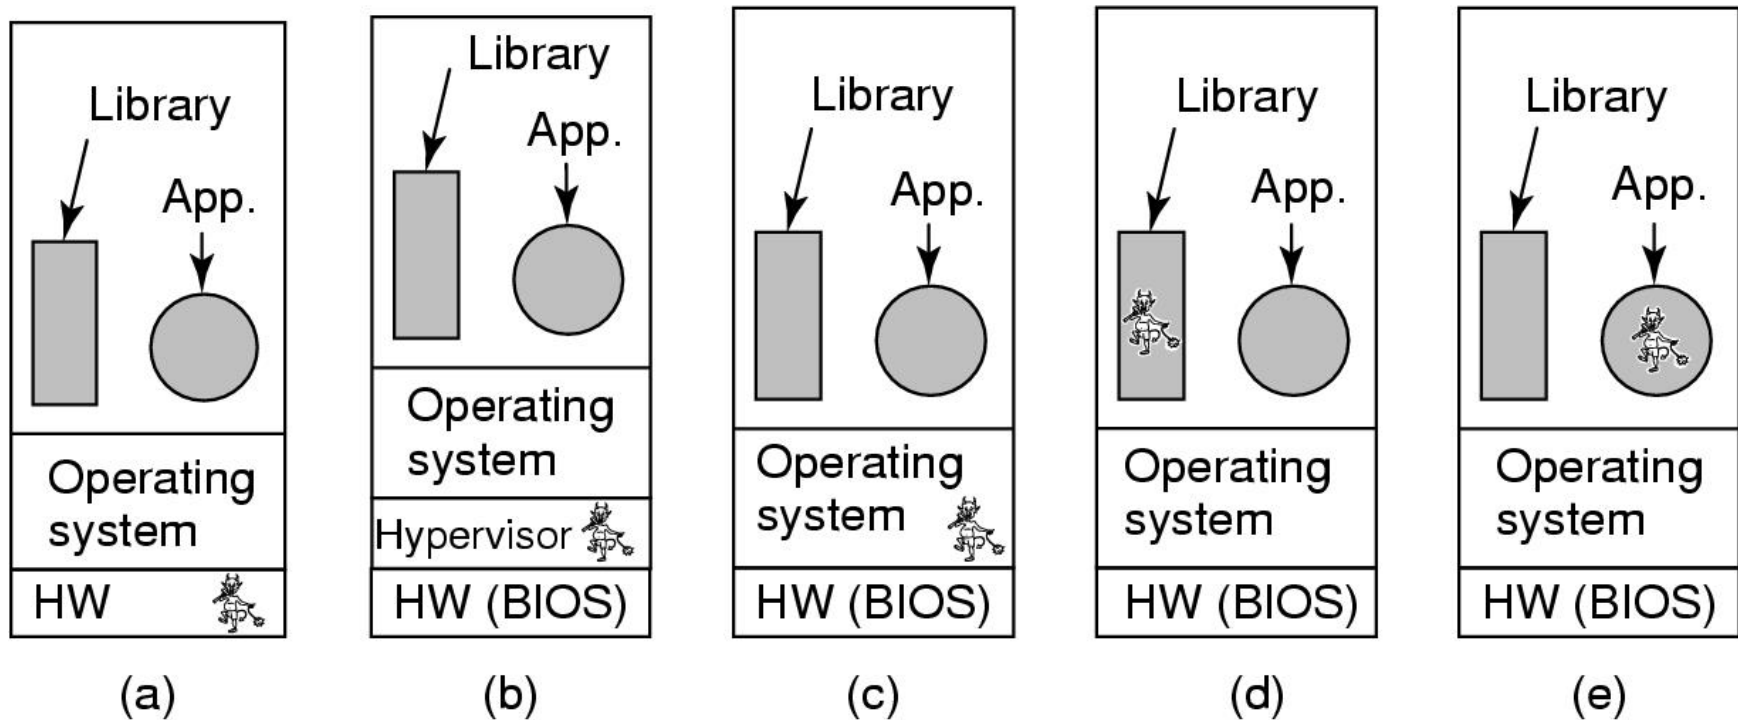 Library
App.
Operating
system
HW
(a)
Library
App.
Operating
system
Hypervisor
HW (BIOS)
(b)
Library
App.
Operating
system
HW (BIOS)
(c)
Library
App.
Operating
system
HW (BIOS)
(d)
Library
App.
Operating
system
HW (BIOS)
(e)